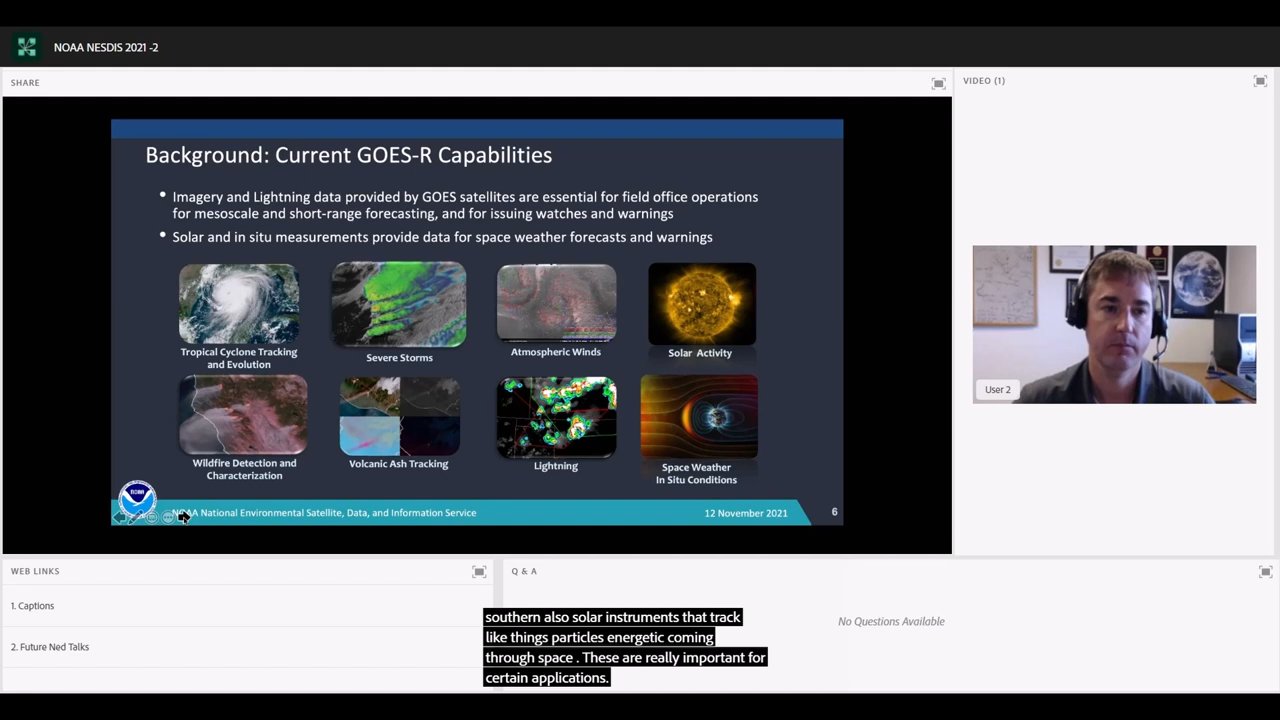 NOAA NESDIS 2021 -2
SHARE
VIDEO (1)
Background: Current GOES-R Capabilities
• Imagery and Lightning data provided by GOES satellites are essential for field office operations
for mesoscale and short-range forecasting, and for issuing watches and warnings
• Solar and in situ measurements provide data for space weather forecasts and warnings
Tropical Cyclone Tracking
and Evolution
Severe Storms
Atmospheric Winds
Solar Activity
Wildfire Detection and
Characterization
Volcanic Ash Tracking
Lightning
Space Weather
In Situ Conditions
NOAA
NOAA National Environmental Satellite, Data, and Information Service
12 November 2021
6
User 2
WEB LINKS
1. Captions
2. Future Ned Talks
Q & A
No Questions Available
southern also solar instruments that track
like things particles energetic coming
through space . These are really important for
certain applications.